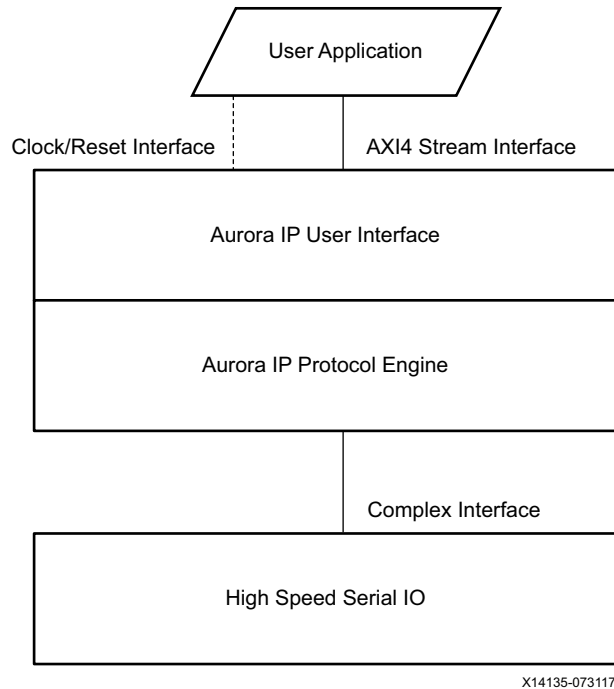 User Application
Clock/Reset Interface
AXI4 Stream Interface
Aurora IP User Interface
Aurora IP Protocol Engine
Complex Interface
High Speed Serial IO
X14135-073117